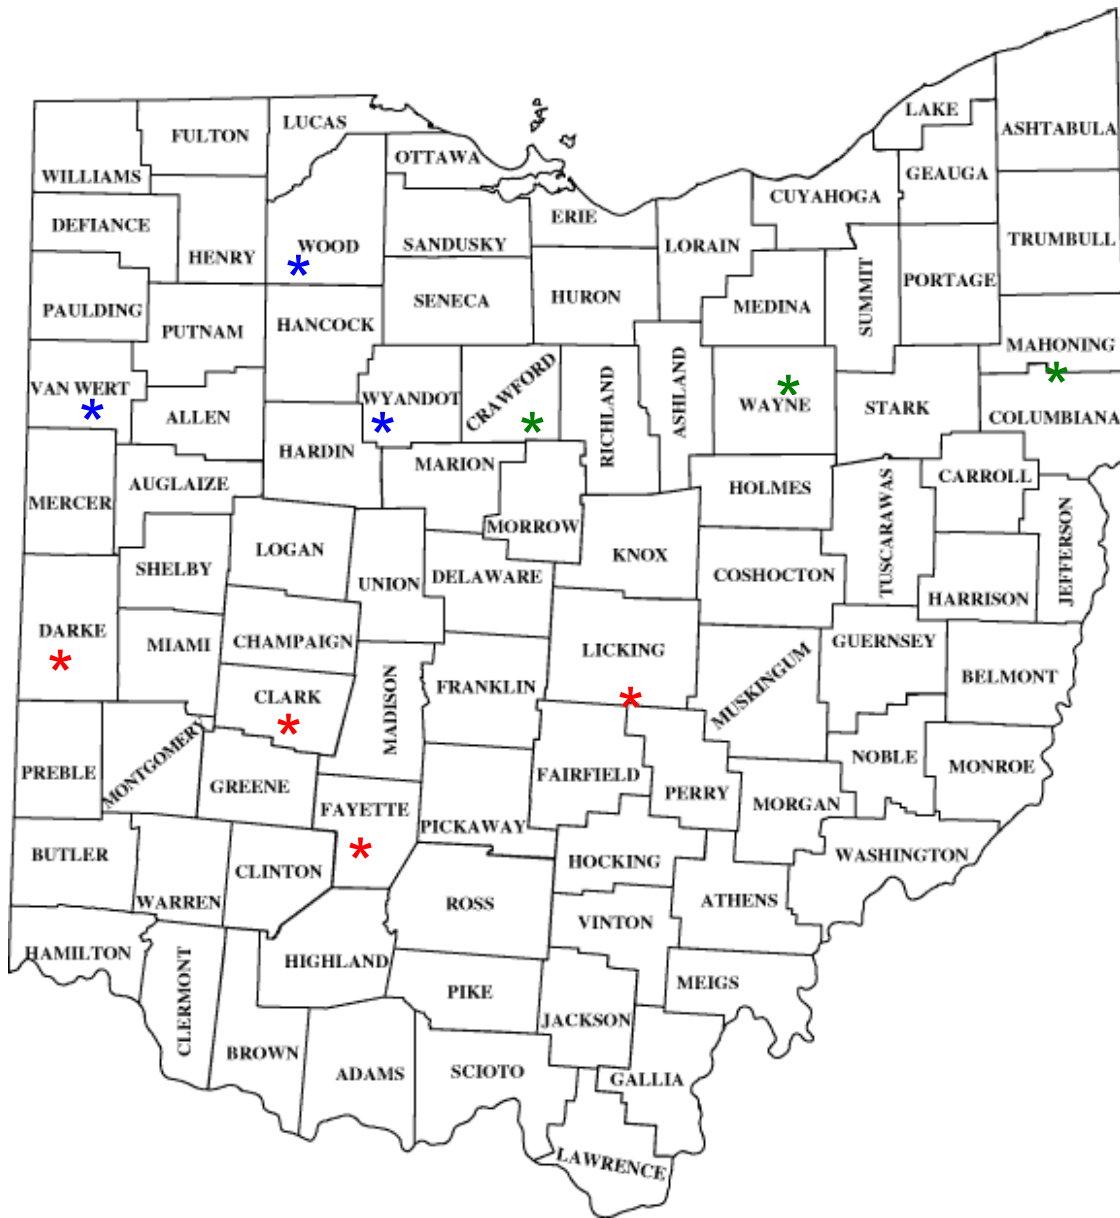 LAKE
ASHTABULA
LUCAS
FULTON
OTTAWA
GEAUGA
WILLIAMS
CUYAHOGA
ERIE
DEFIANCE
TRUMBULL
WOOD
SANDUSKY
LORAIN
HENRY
PORTAGE
SUMMIT
SENECA
HURON
MEDINA
PAULDING
HANCOCK
PUTNAM
MAHONING
VAN WERT
WYANDOT
CRAWFORD
RICHLAND
ASHLAND
WAYNE
STARK
COLUMBIANA
ALLEN
HARDIN
MARION
AUGLAIZE
CARROLL
MERCER
HOLMES
TUSCARAWAS
JEFFERSON
MORROW
LOGAN
KNOX
SHELBY
UNION
DELAWARE
COSHOCTON
HARRISON
DARKE
MIAMI
CHAMPAIGN
LICKING
GUERNSEY
MUSKINGUM
BELMONT
CLARK
MADISON
FRANKLIN
MONTGOMERY
PREBLE
GREENE
FAIRFIELD
PERRY
NOBLE
MONROE
FAYETTE
MORGAN
PICKAWAY
BUTLER
HOCKING
WASHINGTON
CLINTON
WARREN
ROSS
ATHENS
VINTON
HAMILTON
HIGHLAND
CLERMONT
MEIGS
PIKE
JACKSON
BROWN
ADAMS
SCIOTO
GALLIA
LAWRENCE